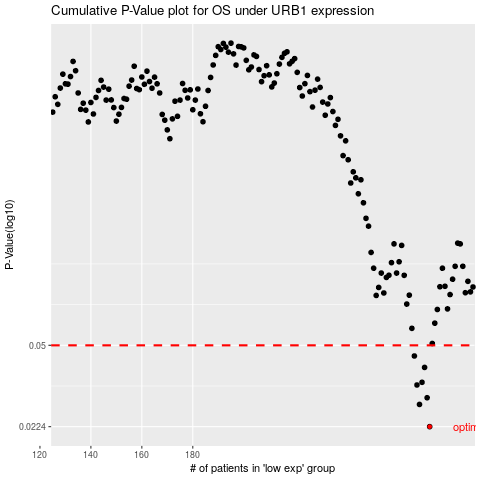 Cumulative P-Value plot for OS under URB1 expression
P-Value(log10)
0.05
0.0224
optim
120 140 160 180
# of patients in 'low exp' group